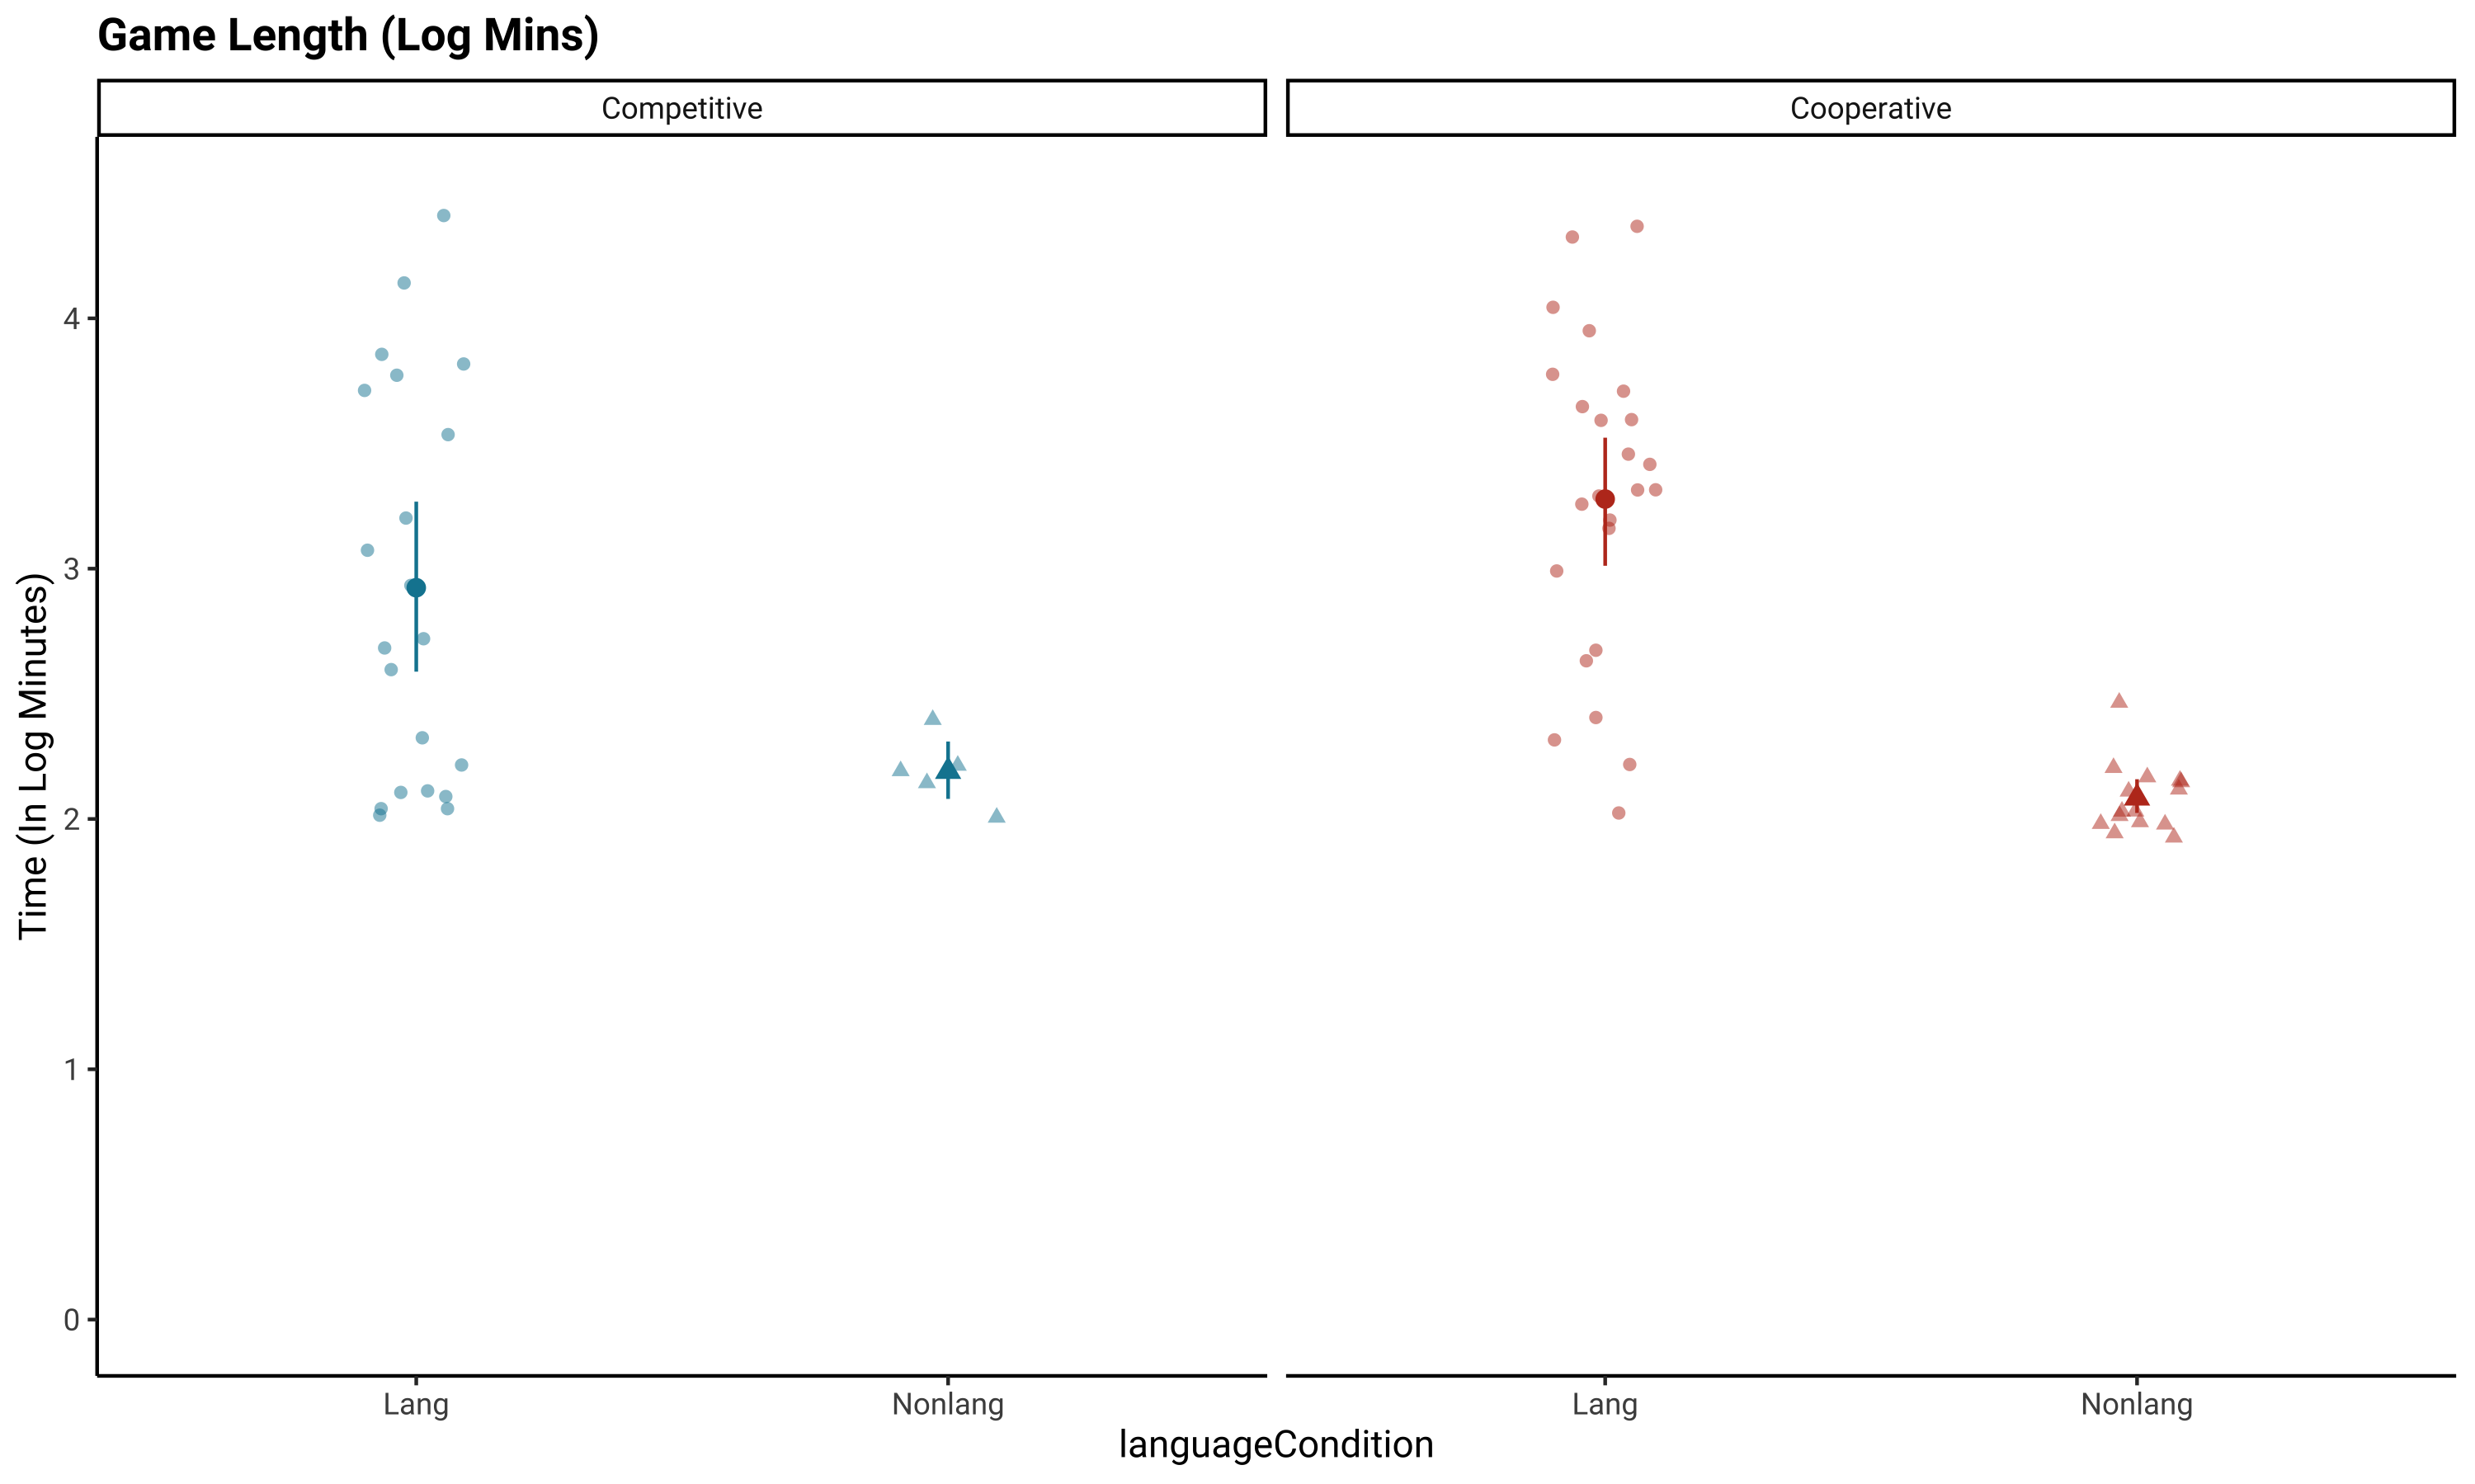 Game Length (Log Mins)
Competitive
Cooperative
Time (In Log Minutes)
4
3
2
1
0
Lang
Nonlang
Lang
Nonlang
languageCondition